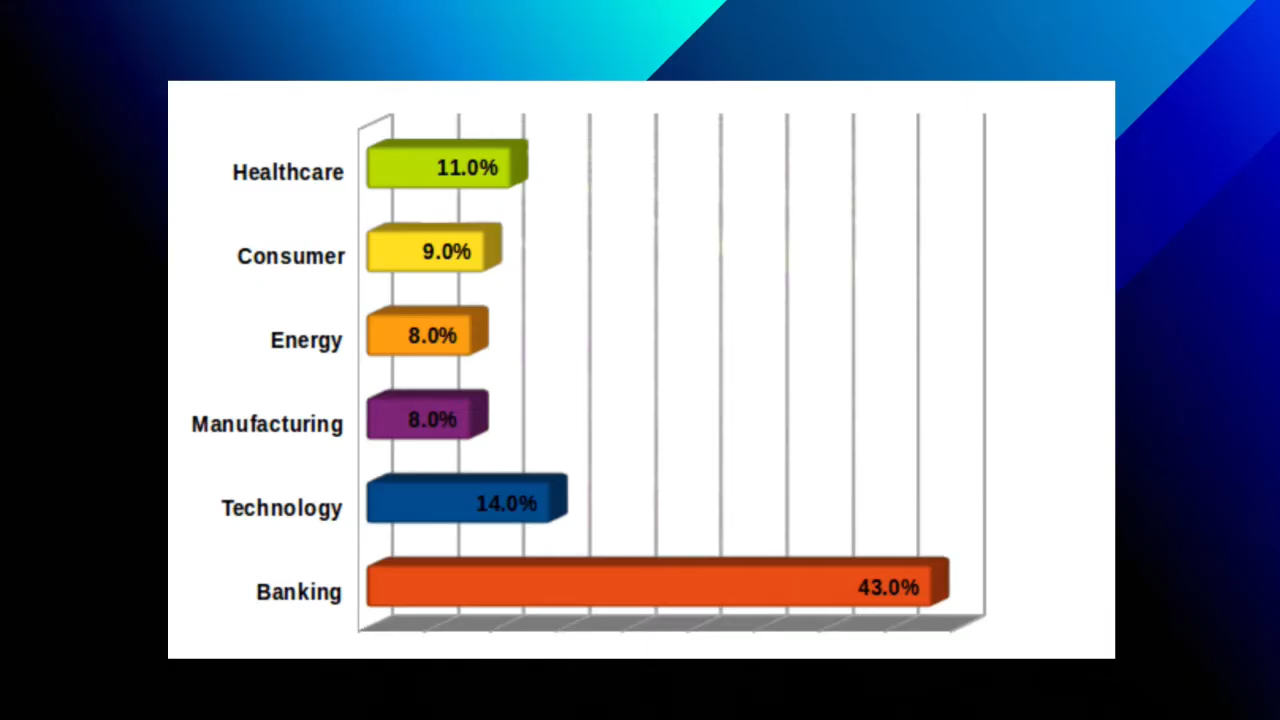 Healthcare 11.0%
Consumer 9.0%
Energy 8.0%
Manufacturing 8.0%
Technology 14.0%
Banking 43.0%